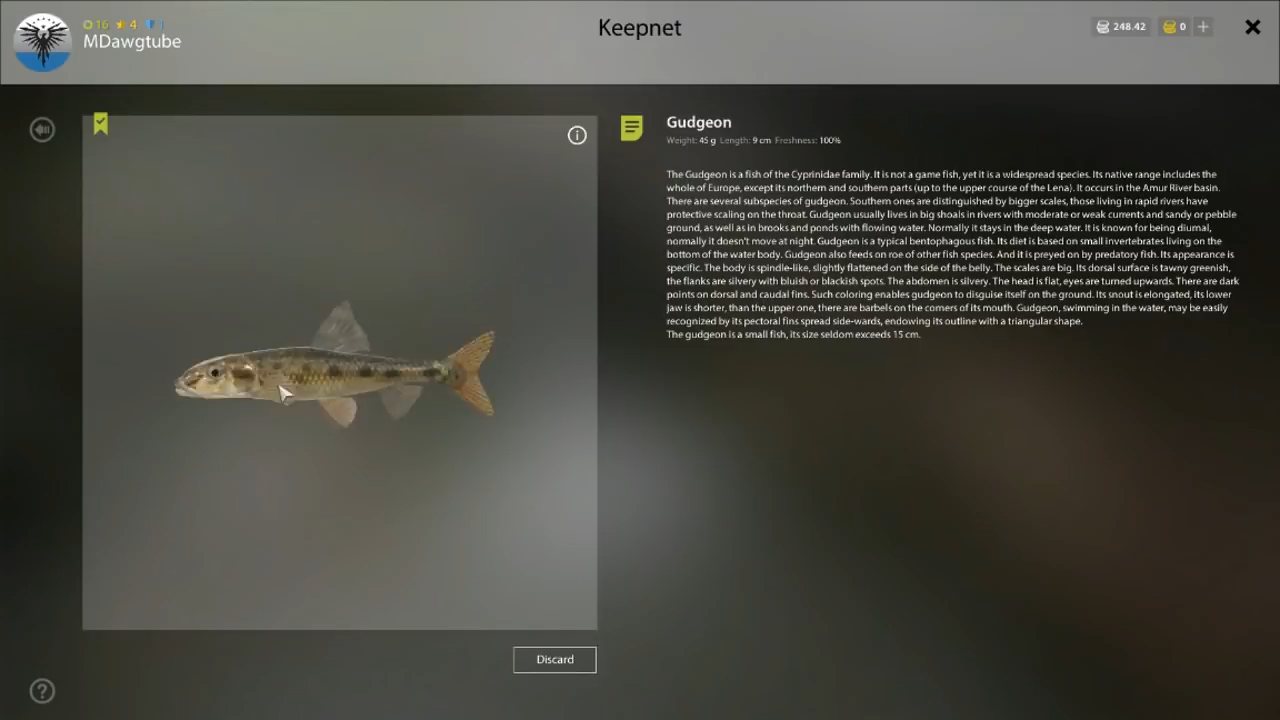 16 4 1
MDawgtube
Keepnet
248.42
0 +
Gudgeon
Weight: 45 g Length: 9 cm Freshness: 100%
The Gudgeon is a fish of the Cyprinidae family. It is not a game fish, yet it is a widespread species. Its native range includes the
whole of Europe, except its northern and southern parts (up to the upper course of the Lena). It occurs in the Amur River basin.
There are several subspecies of gudgeon. Southern ones are distinguished by bigger scales, those living in rapid rivers have
protective scaling on the throat. Gudgeon usually lives in big shoals in rivers with moderate or weak currents and sandy or pebble
ground, as well as in brooks and ponds with flowing water. Normally it stays in the deep water. It is known for being diurnal,
normally it doesn't move at night. Gudgeon is a typical bentophagous fish. Its diet is based on small invertebrates living on the
bottom of the water body. Gudgeon also feeds on roe of other fish species. And it is preyed on by predatory fish. Its appearance is
specific. The body is spindle-like, slightly flattened on the side of the belly. The scales are big. Its dorsal surface is tawny greenish,
the flanks are silvery with bluish or blackish spots. The abdomen is silvery. The head is flat, eyes are turned upwards. There are dark
points on dorsal and caudal fins. Such coloring enables gudgeon to disguise itself on the ground. Its snout is elongated, its lower
jaw is shorter, than the upper one, there are barbels on the corners of its mouth. Gudgeon, swimming in the water, may be easily
recognized by its pectoral fins spread side-wards, endowing its outline with a triangular shape.
The gudgeon is a small fish, its size seldom exceeds 15 cm.
Discard